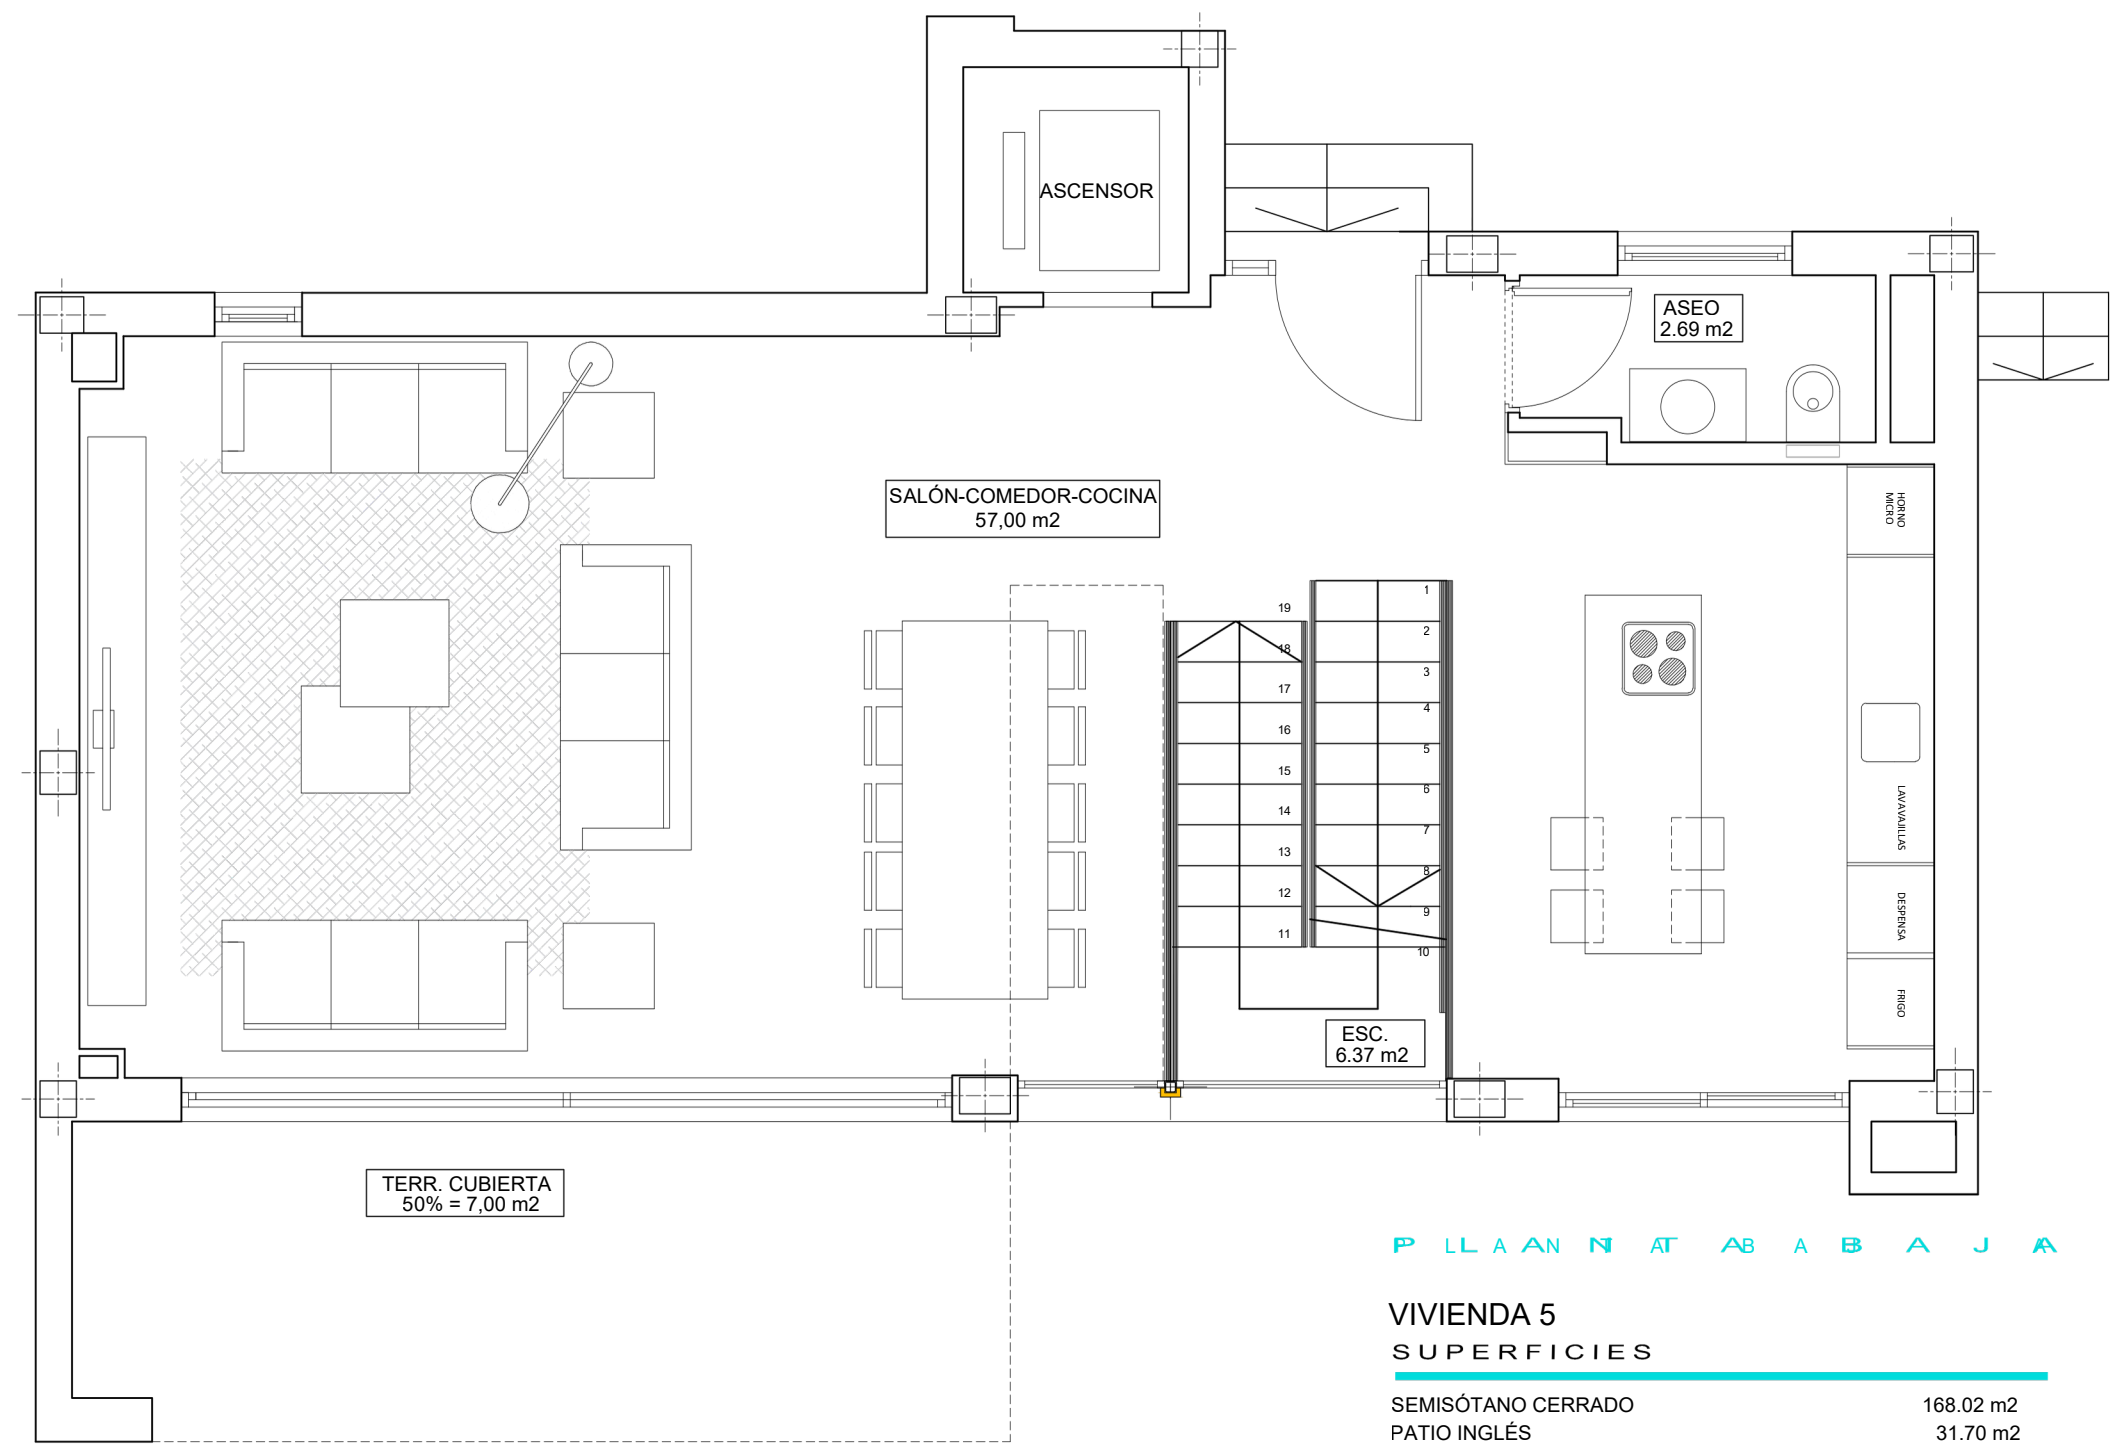 ASCENSOR
ASEO
2.69 m2
SALÓN-COMEDOR-COCINA
57,00 m2
HORNO
MICRO
LAVAVAJILLAS
DESPENSA
FRIGO
1
2
3
4
5
6
7
8
9
10
19
18
17
16
15
14
13
12
11
ESC.
6.37 m2
TERR. CUBIERTA
50% = 7,00 m2
PLANTA BAJA
VIVIENDA 5
SUPERFICIES
SEMISÓTANO CERRADO 168.02 m2
PATIO INGLÉS 31.70 m2